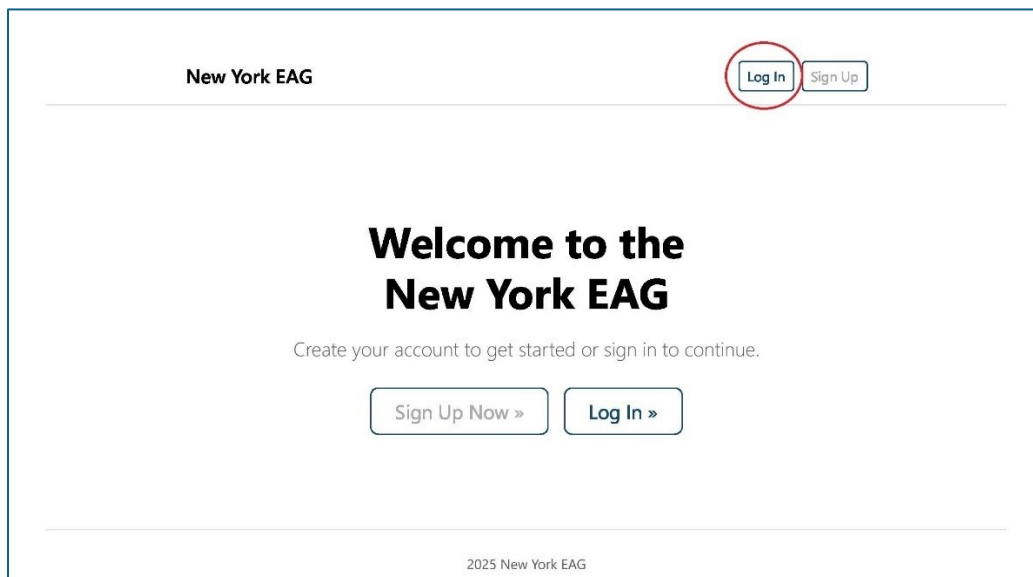 New York EAG
Log In
Sign Up
Welcome to the
New York EAG
Create your account to get started or sign in to continue.
Sign Up Now »
Log In »
2025 New York EAG